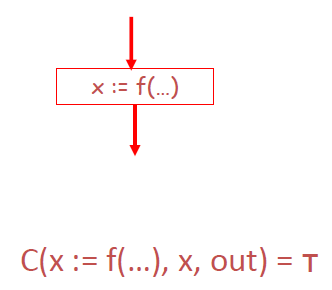 x := f(...)
C(x := f(...), x, out) = T